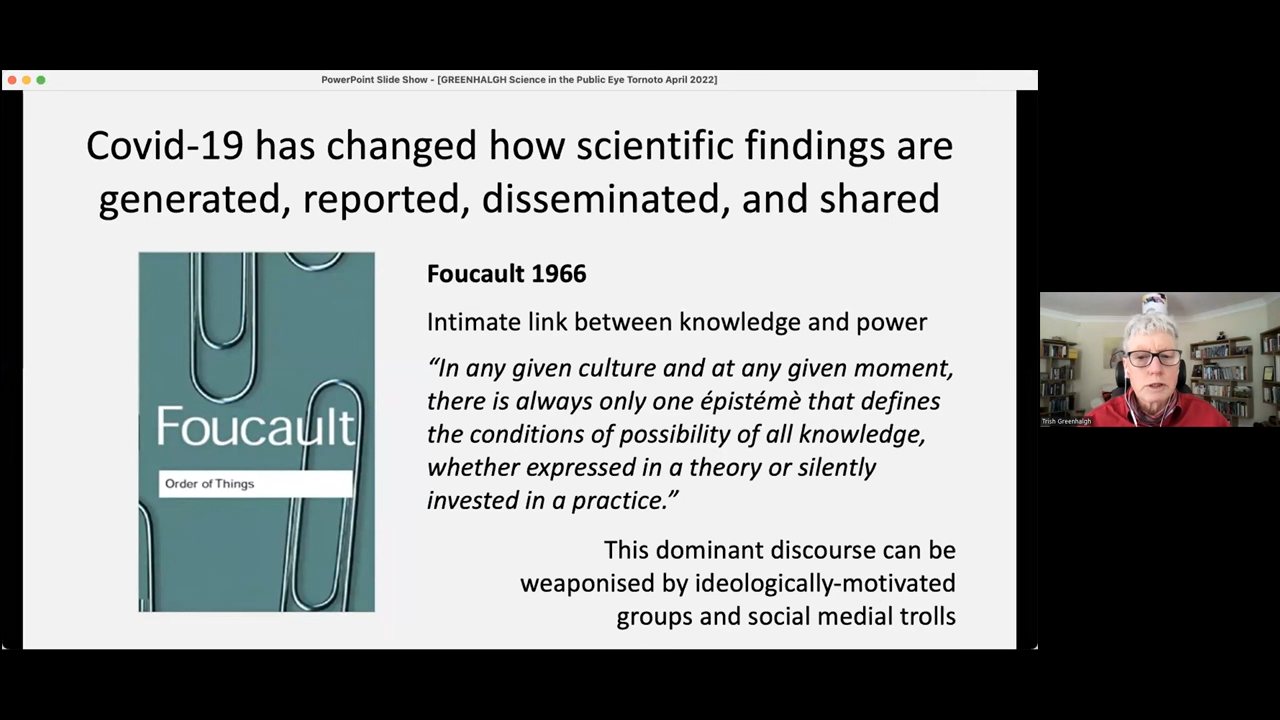 PowerPoint Slide Show - [GREENHALGH Science in the Public Eye Tornoto April 2022]
Covid-19 has changed how scientific findings are
generated, reported, disseminated, and shared
Foucault
Order of Things
Foucault 1966
Intimate link between knowledge and power
“In any given culture and at any given moment,
there is always only one épistémè that defines
the conditions of possibility of all knowledge,
whether expressed in a theory or silently
invested in a practice.”
This dominant discourse can be
weaponised by ideologically-motivated
groups and social medial trolls
Trish Greenhalgh